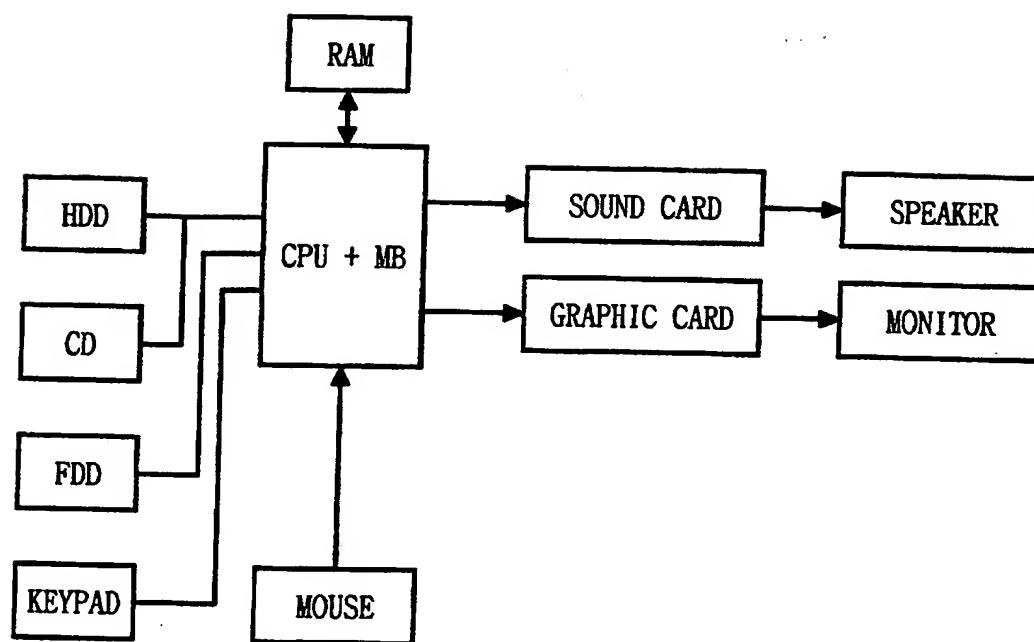 RAM
HDD
CPU + MB
SOUND CARD
SPEAKER
CD
GRAPHIC CARD
MONITOR
FDD
KEYPAD
MOUSE